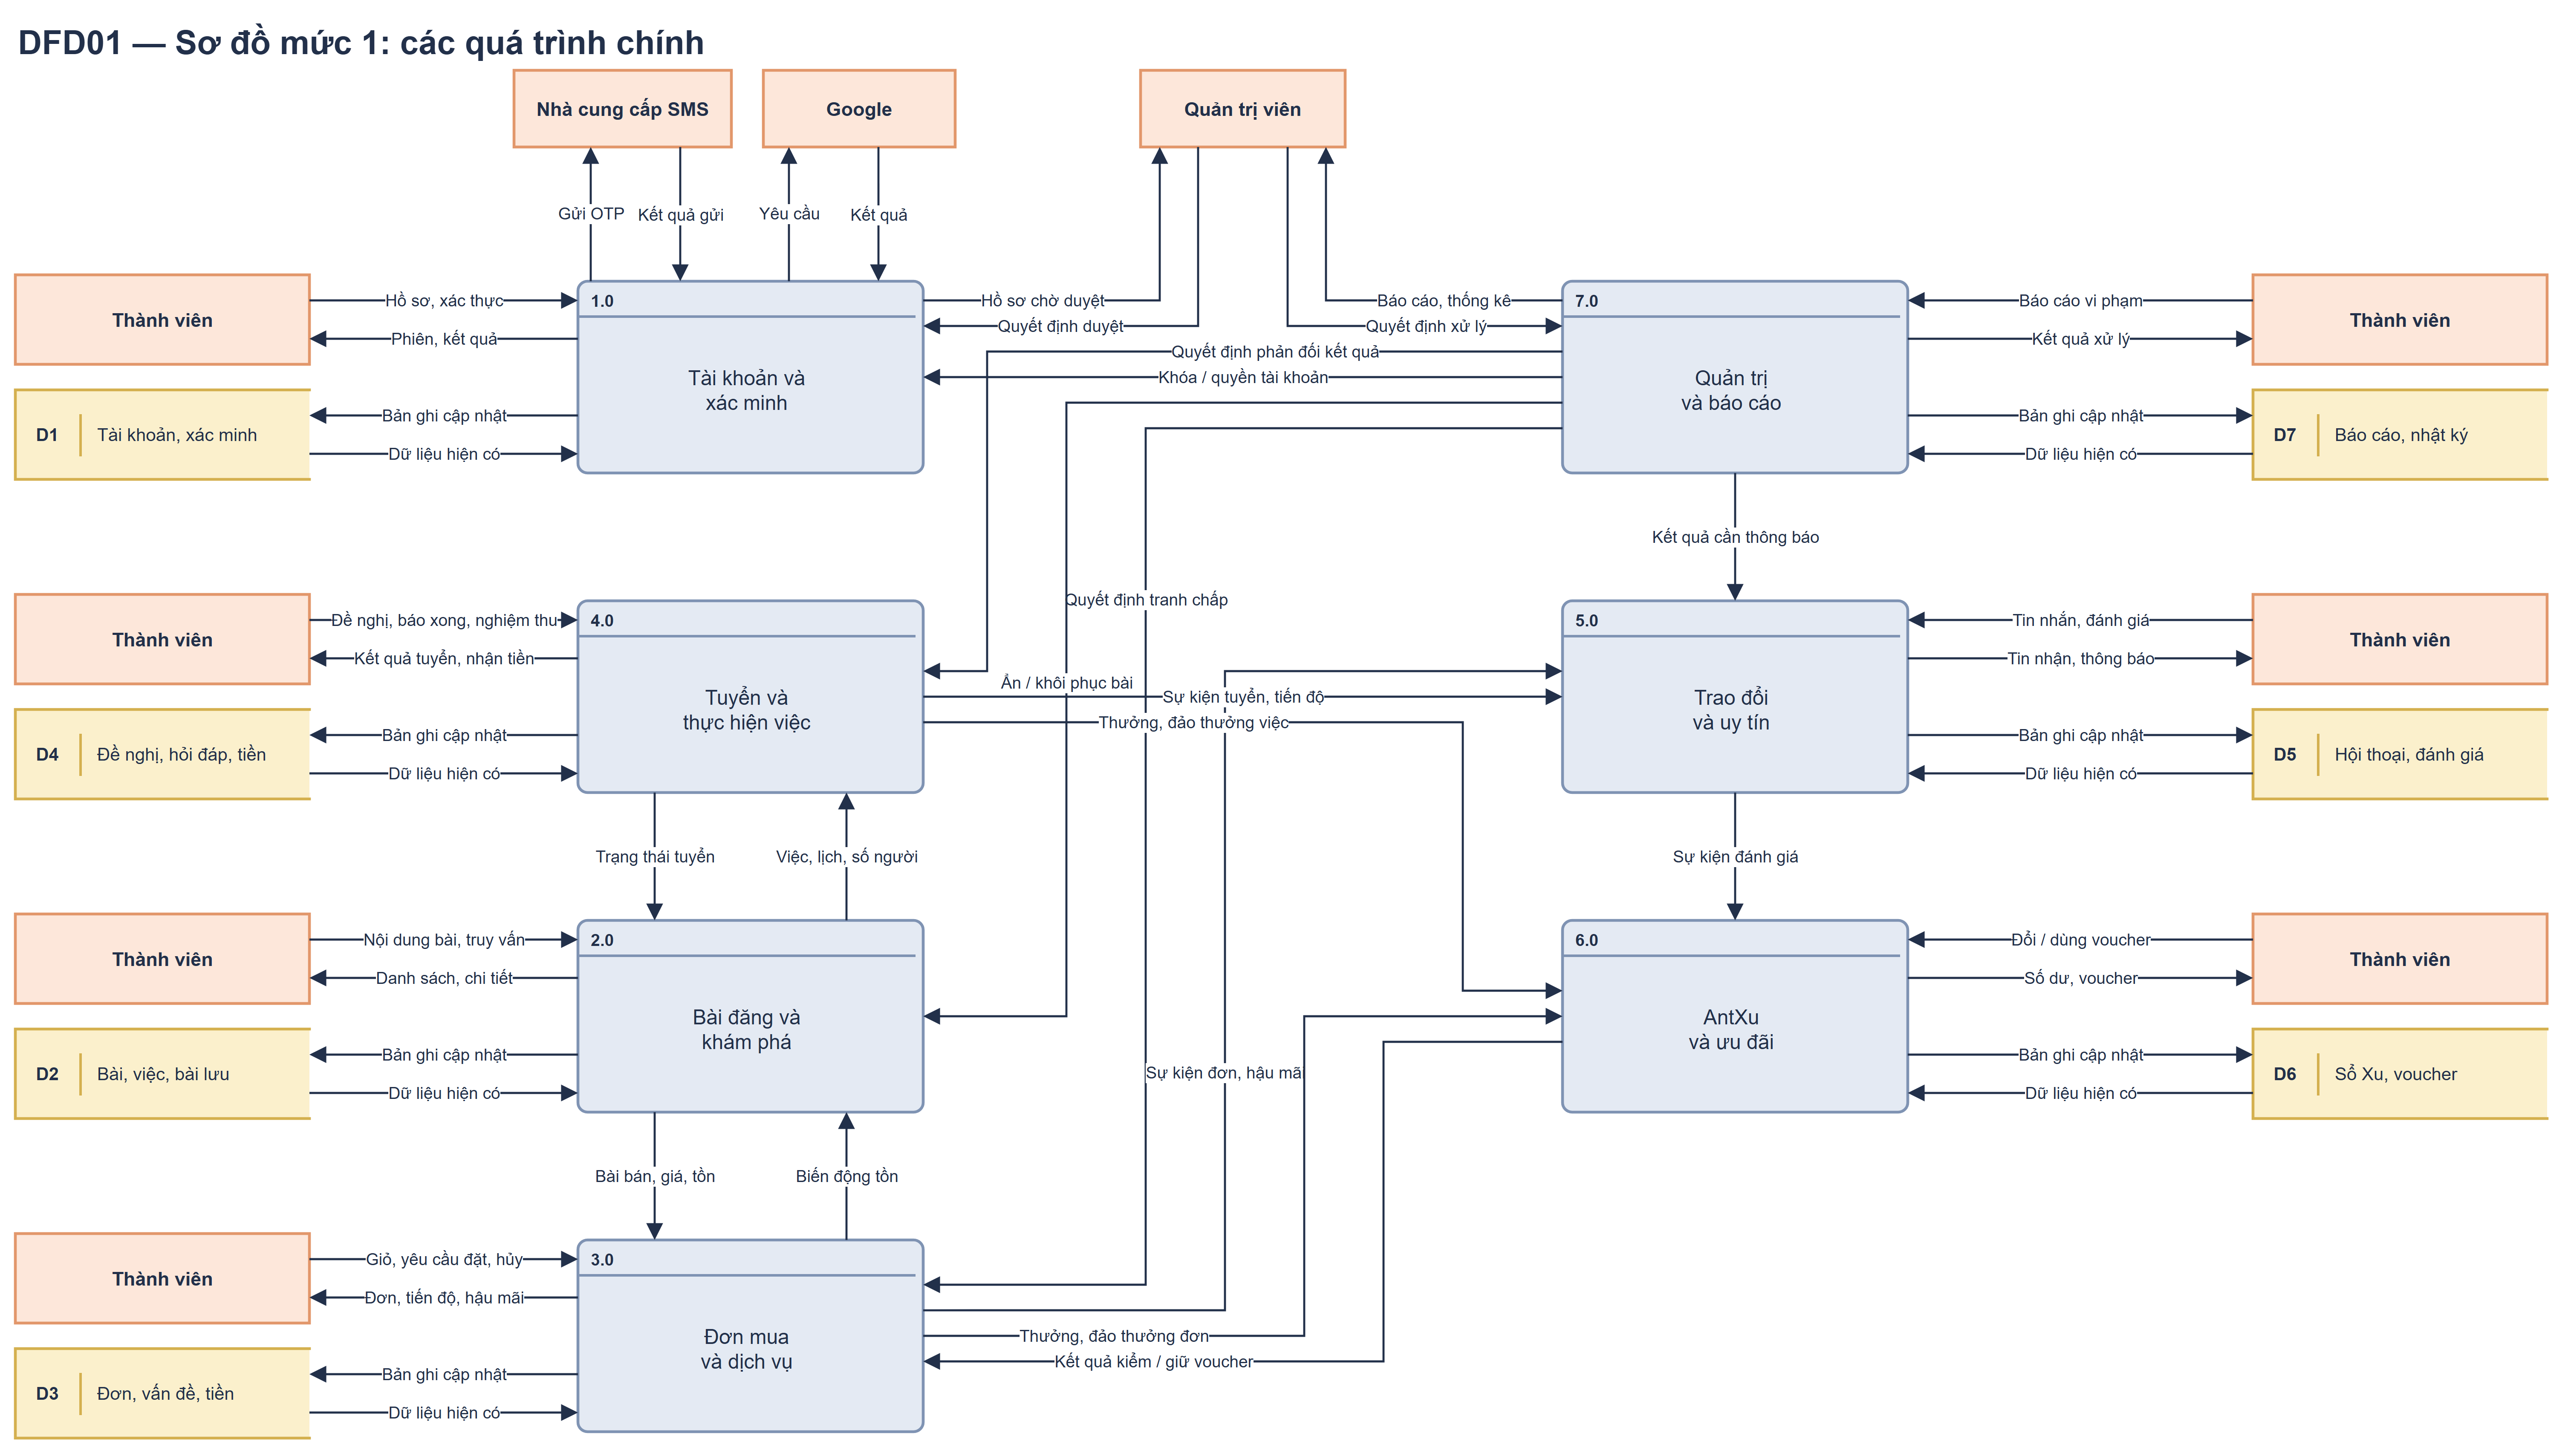 DFD01 — Sơ đồ mức 1: các quá trình chính
Nhà cung cấp SMS
Google
Quản trị viên
Gửi OTP
Kết quả gửi
Yêu cầu
Kết quả
Thành viên
Hồ sơ, xác thực
Phiên, kết quả
1.0
Tài khoản và
xác minh
Hồ sơ chờ duyệt
Quyết định duyệt
Báo cáo, thống kê
Quyết định xử lý
Quyết định phản đối kết quả
Khóa / quyền tài khoản
7.0
Quản trị
và báo cáo
Báo cáo vi phạm
Kết quả xử lý
Thành viên
D1
Tài khoản, xác minh
Bản ghi cập nhật
Dữ liệu hiện có
Bản ghi cập nhật
Dữ liệu hiện có
D7
Báo cáo, nhật ký
Kết quả cần thông báo
Quyết định tranh chấp
Thành viên
Đề nghị, báo xong, nghiệm thu
Kết quả tuyển, nhận tiền
4.0
Tuyển và
thực hiện việc
Ẩn / khôi phục bài
Sự kiện tuyển, tiến độ
Thưởng, đảo thưởng việc
5.0
Trao đổi
và uy tín
Tin nhắn, đánh giá
Tin nhận, thông báo
Thành viên
D4
Đề nghị, hỏi đáp, tiền
Bản ghi cập nhật
Dữ liệu hiện có
Bản ghi cập nhật
Dữ liệu hiện có
D5
Hội thoại, đánh giá
Trạng thái tuyển
Việc, lịch, số người
Sự kiện đánh giá
Thành viên
Nội dung bài, truy vấn
Danh sách, chi tiết
2.0
Bài đăng và
khám phá
6.0
AntXu
và ưu đãi
Đổi / dùng voucher
Số dư, voucher
Thành viên
D2
Bài, việc, bài lưu
Bản ghi cập nhật
Dữ liệu hiện có
Sự kiện đơn, hậu mãi
Bản ghi cập nhật
Dữ liệu hiện có
D6
Sổ Xu, voucher
Bài bán, giá, tồn
Biến động tồn
Thành viên
Giỏ, yêu cầu đặt, hủy
Đơn, tiến độ, hậu mãi
3.0
Đơn mua
và dịch vụ
Thưởng, đảo thưởng đơn
Kết quả kiểm / giữ voucher
D3
Đơn, vấn đề, tiền
Bản ghi cập nhật
Dữ liệu hiện có